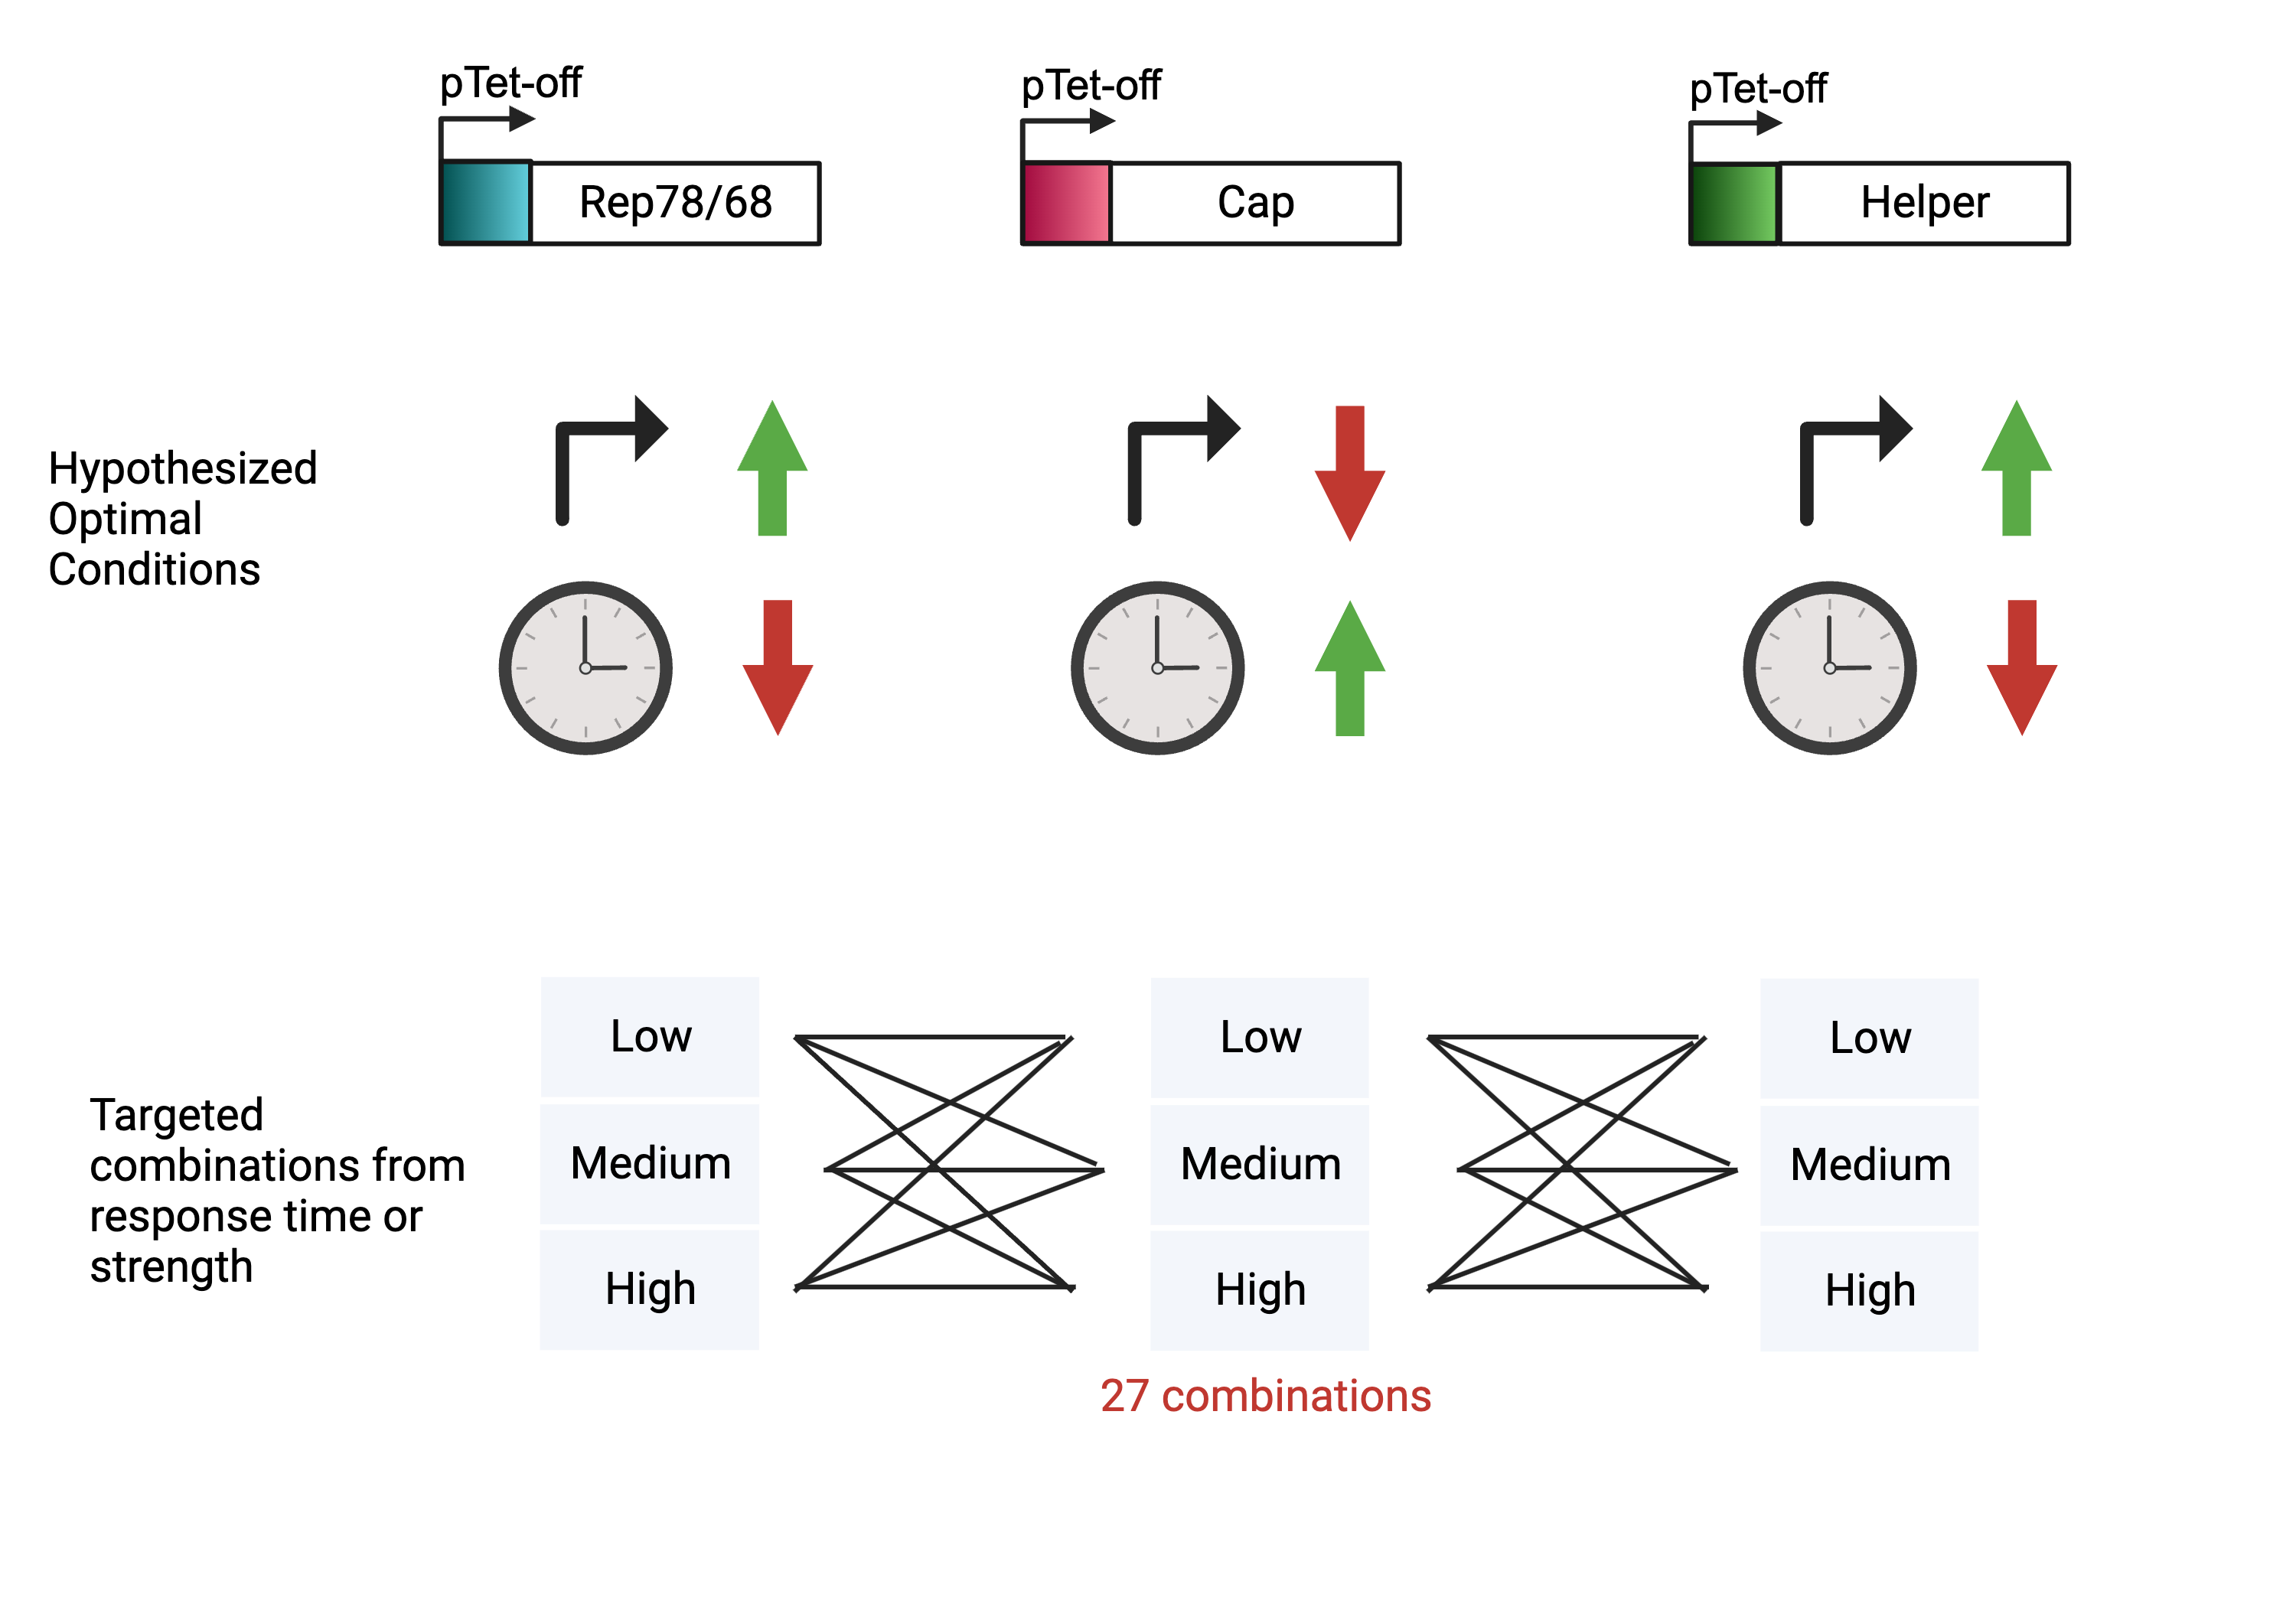 pTet-off
pTet-off
pTet-off
Rep78/68
Cap
Helper
Hypothesized
Optimal
Conditions
Targeted
combinations from
response time or
strength
Low
Low
Low
Medium
Medium
Medium
High
High
High
27 combinations